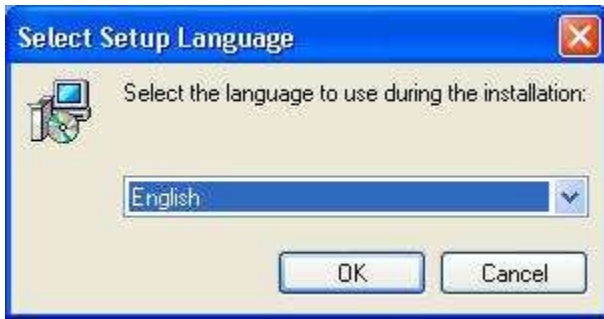 Select Setup Language
Select the language to use during the installation:
English
OK
Cancel